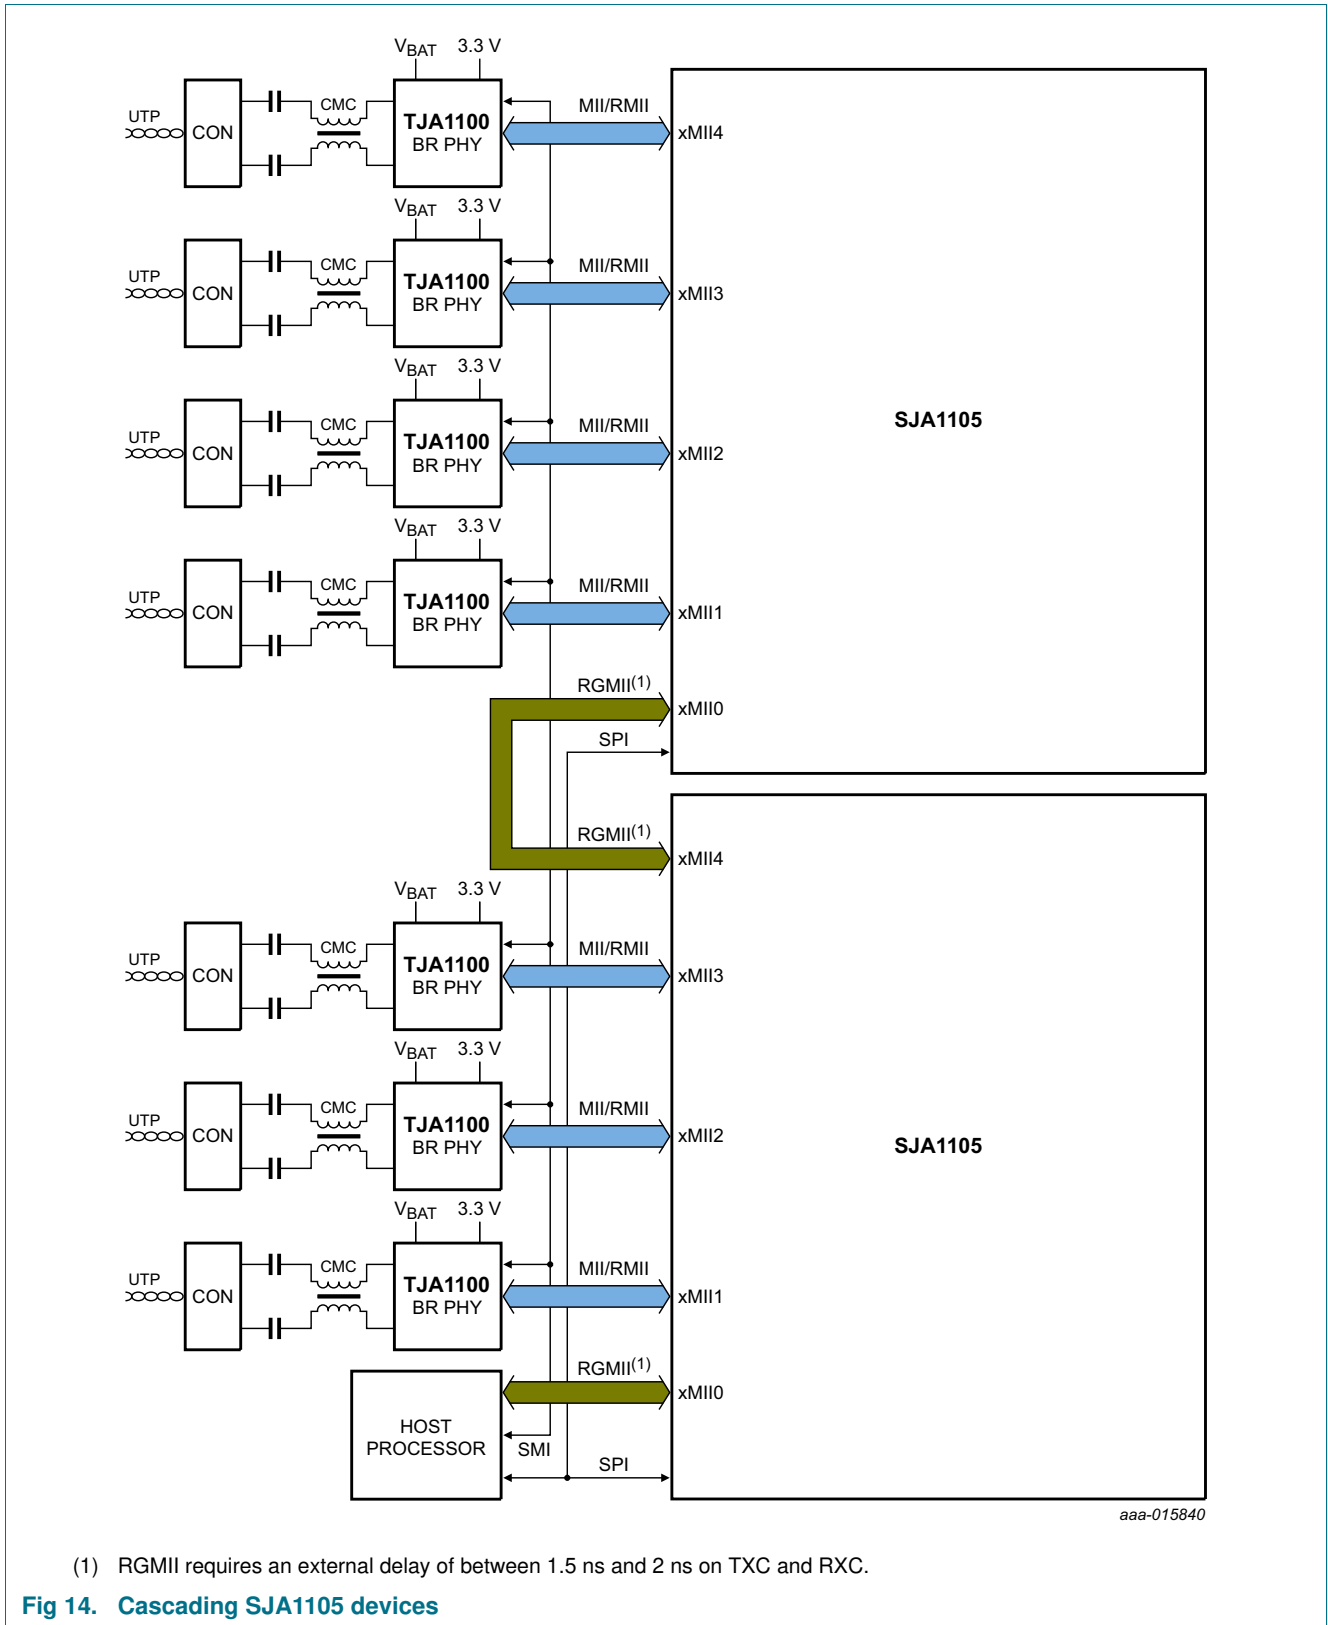 VBAT 3.3 V
UTP CON CMC TJA1100 BR PHY MII/RMII xMII4
VBAT 3.3 V
UTP CON CMC TJA1100 BR PHY MII/RMII xMII3
VBAT 3.3 V
UTP CON CMC TJA1100 BR PHY MII/RMII xMII2
SJA1105
VBAT 3.3 V
UTP CON CMC TJA1100 BR PHY MII/RMII xMII1
RGMII(1) xMII0
SPI
RGMII(1) xMII4
VBAT 3.3 V
UTP CON CMC TJA1100 BR PHY MII/RMII xMII3
VBAT 3.3 V
UTP CON CMC TJA1100 BR PHY MII/RMII xMII2
SJA1105
VBAT 3.3 V
UTP CON CMC TJA1100 BR PHY MII/RMII xMII1
RGMII(1) xMII0
HOST
PROCESSOR
SMI
SPI
aaa-015840
(1) RGMII requires an external delay of between 1.5 ns and 2 ns on TXC and RXC.
Fig 14. Cascading SJA1105 devices